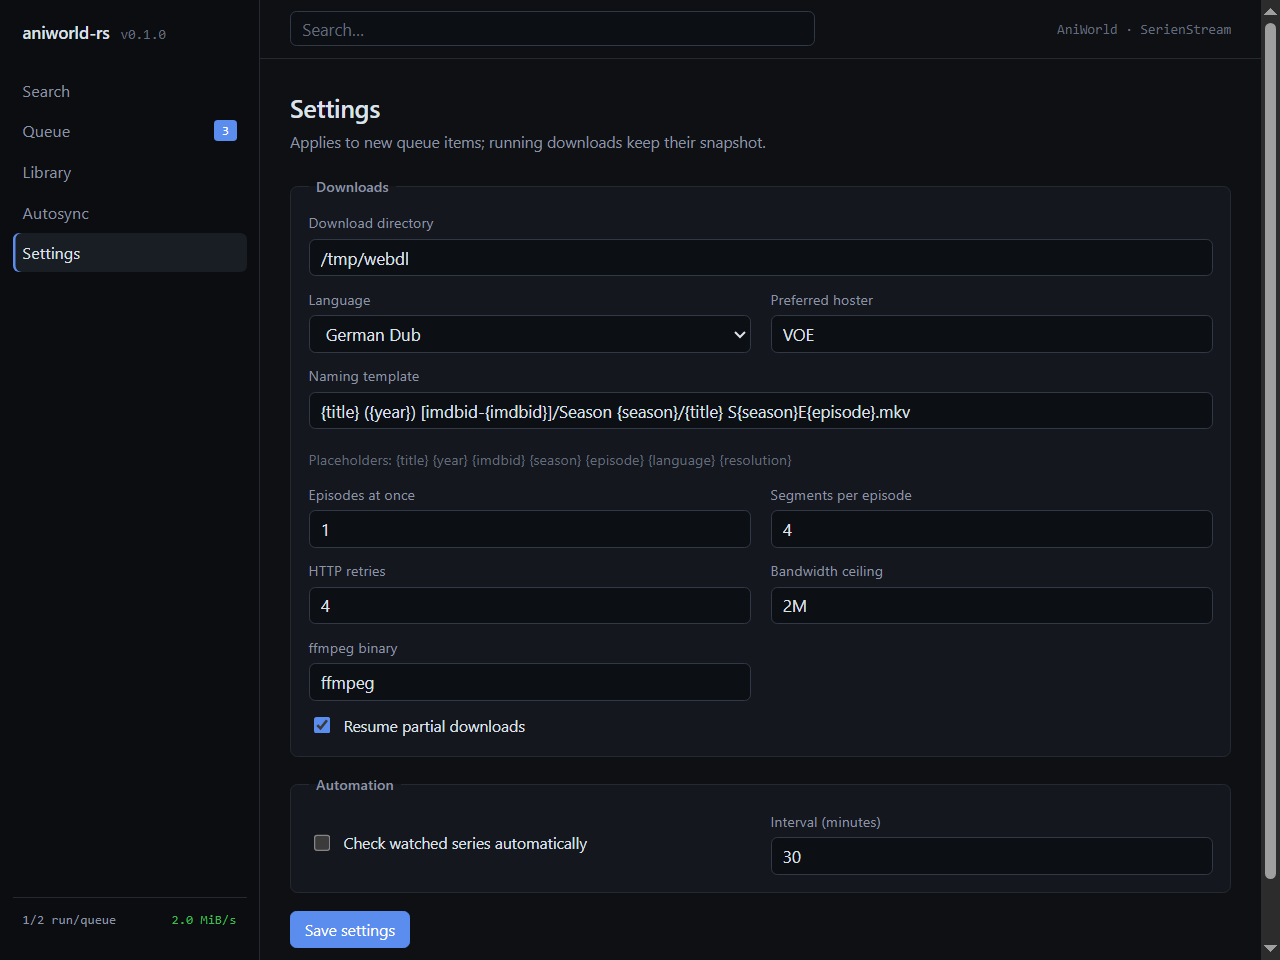 aniworld-rs v0.1.0
Search...
AniWorld · SerienStream
Search
Queue 3
Library
Autosync
Settings
Settings
Applies to new queue items; running downloads keep their snapshot.
Downloads
Download directory
/tmp/webdl
Language
German Dub
Preferred hoster
VOE
Naming template
{title} ({year}) [imdbid-{imdbid}]/Season {season}/{title} S{season}E{episode}.mkv
Placeholders: {title} {year} {imdbid} {season} {episode} {language} {resolution}
Episodes at once
1
Segments per episode
4
HTTP retries
4
Bandwidth ceiling
2M
ffmpeg binary
ffmpeg
Resume partial downloads
Automation
Check watched series automatically
Interval (minutes)
30
Save settings
1/2 run/queue 2.0 MiB/s